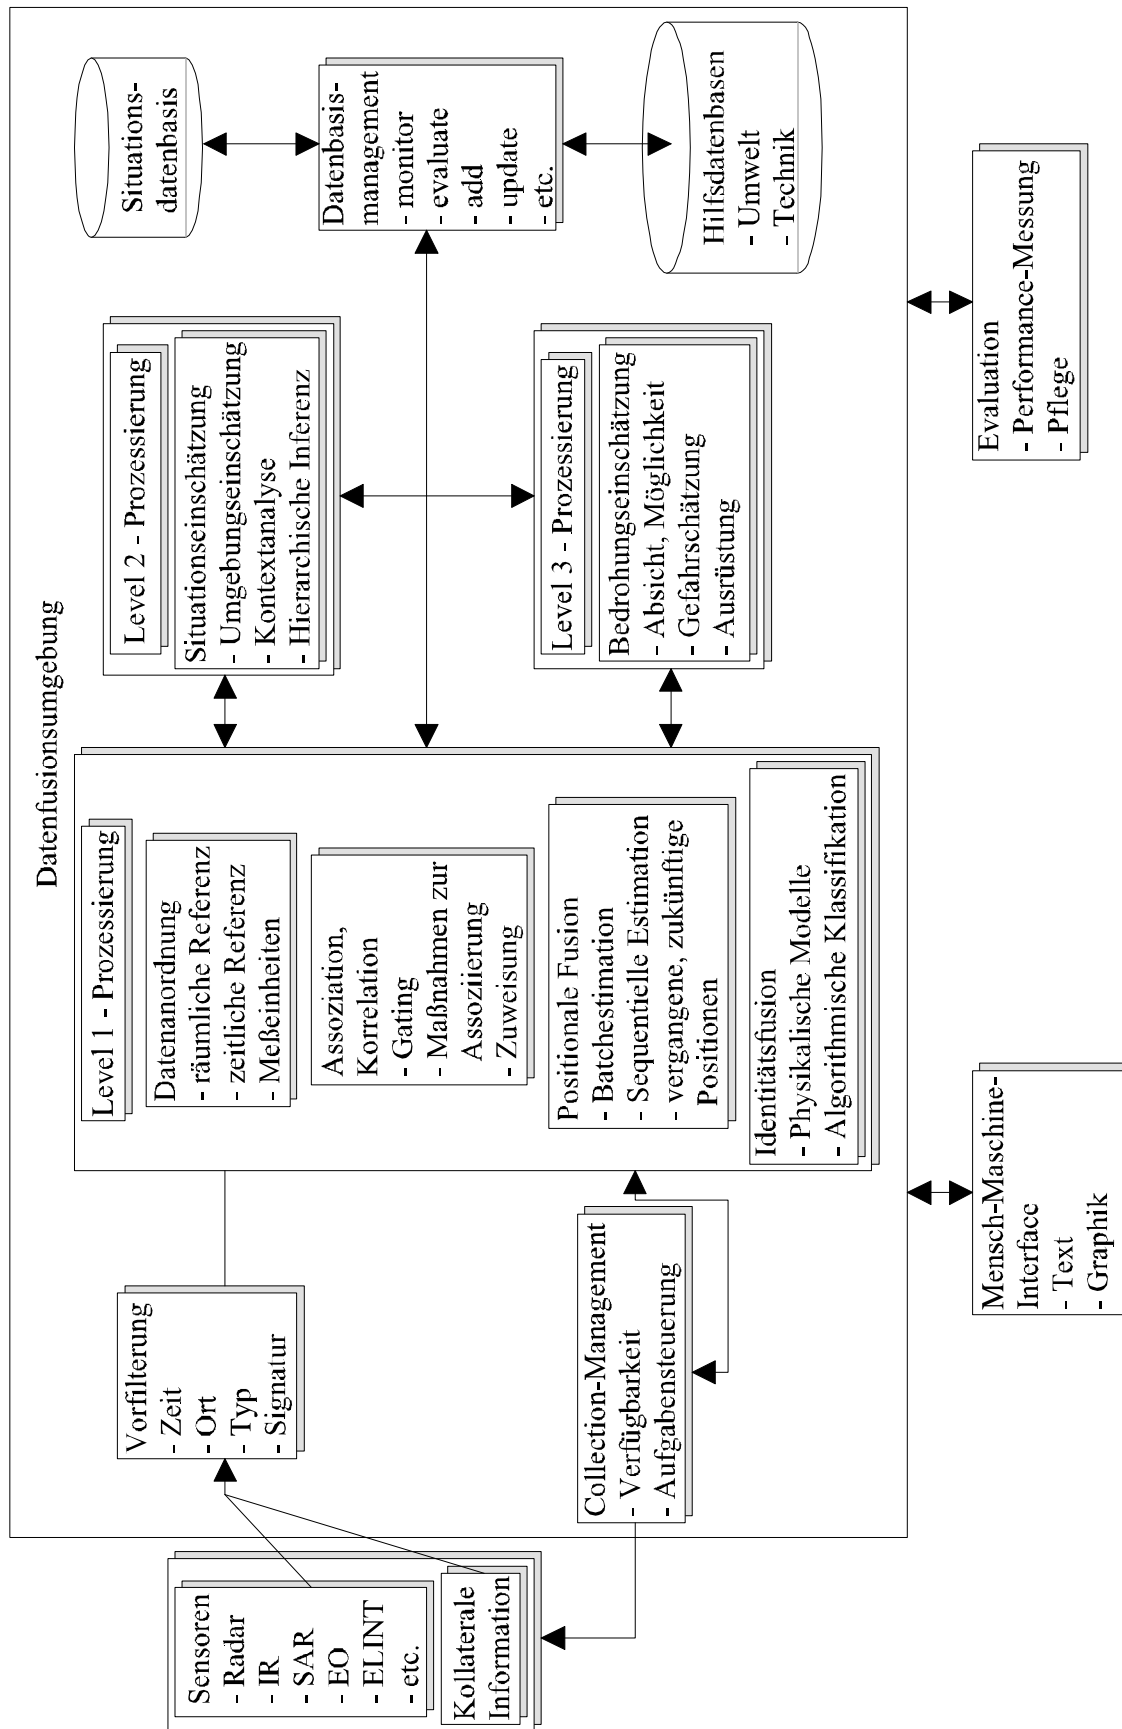 Datenfusionsumgebung
Sensoren
- Radar
- IR
- SAR
- EO
- ELINT
- etc.
Kollaterale
Information
Vorfilterung
- Zeit
- Ort
- Typ
- Signatur
Collection-Management
- Verfügbarkeit
- Aufgabensteuerung
Level 1 - Prozessierung
Datenanordnung
- räumliche Referenz
- zeitliche Referenz
- Meßeinheiten
Assoziation,
Korrelation
- Gating
- Maßnahmen zur
Assoziierung
- Zuweisung
Positionale Fusion
- Batchestimation
- Sequentielle Estimation
- vergangene, zukünftige
Positionen
Identitätsfusion
- Physikalische Modelle
- Algorithmische Klassifikation
Level 2 - Prozessierung
Situationseinschätzung
- Umgebungseinschätzung
- Kontextanalyse
- Hierarchische Inferenz
Level 3 - Prozessierung
Bedrohungseinschätzung
- Absicht, Möglichkeit
- Gefahrschätzung
- Ausrüstung
Situations-
datenbasis
Datenbasis-
management
- monitor
- evaluate
- add
- update
- etc.
Hilfsdatenbasen
- Umwelt
- Technik
Mensch-Maschine-
Interface
- Text
- Graphik
Evaluation
- Performance-Messung
- Pflege